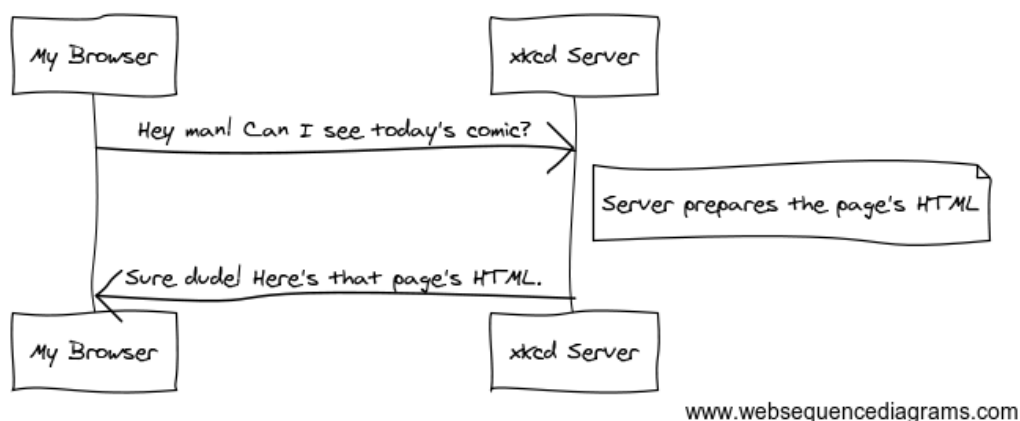 My Browser
xkcd Server
Hey man! Can I see today's comic?
Server prepares the page's HTML
Sure dude! Here's that page's HTML.
My Browser
xkcd Server
www.websequencediagrams.com